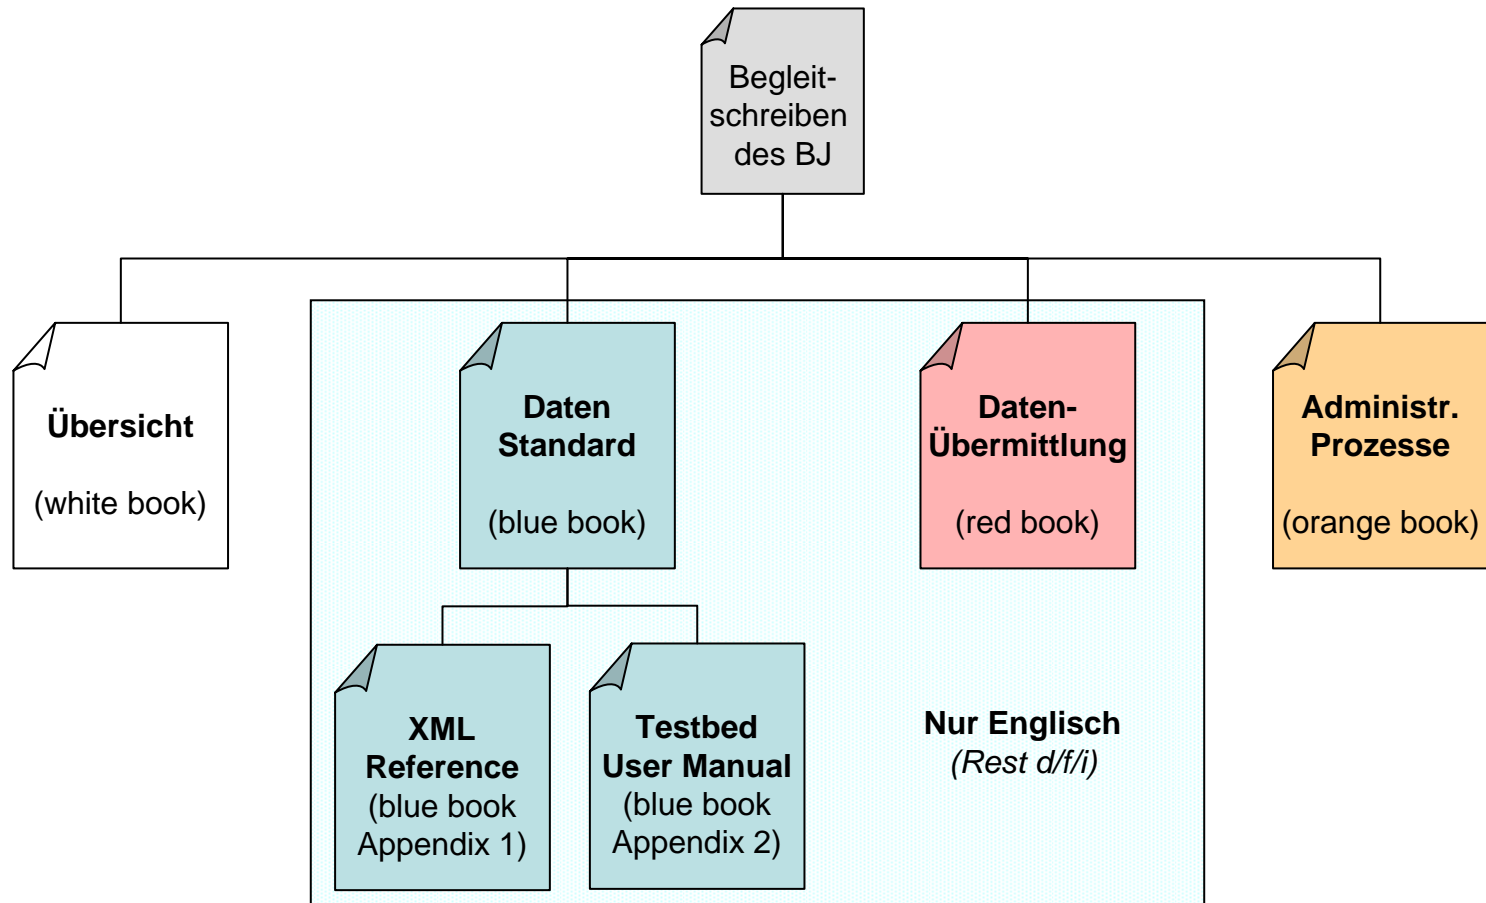 Begleit-
schreiben
des BJ
Übersicht
(white book)
Daten
Standard
(blue book)
Daten-
Übermittlung
(red book)
Administr.
Prozesse
(orange book)
XML
Reference
(blue book
Appendix 1)
Testbed
User Manual
(blue book
Appendix 2)
Nur Englisch
(Rest d/f/i)